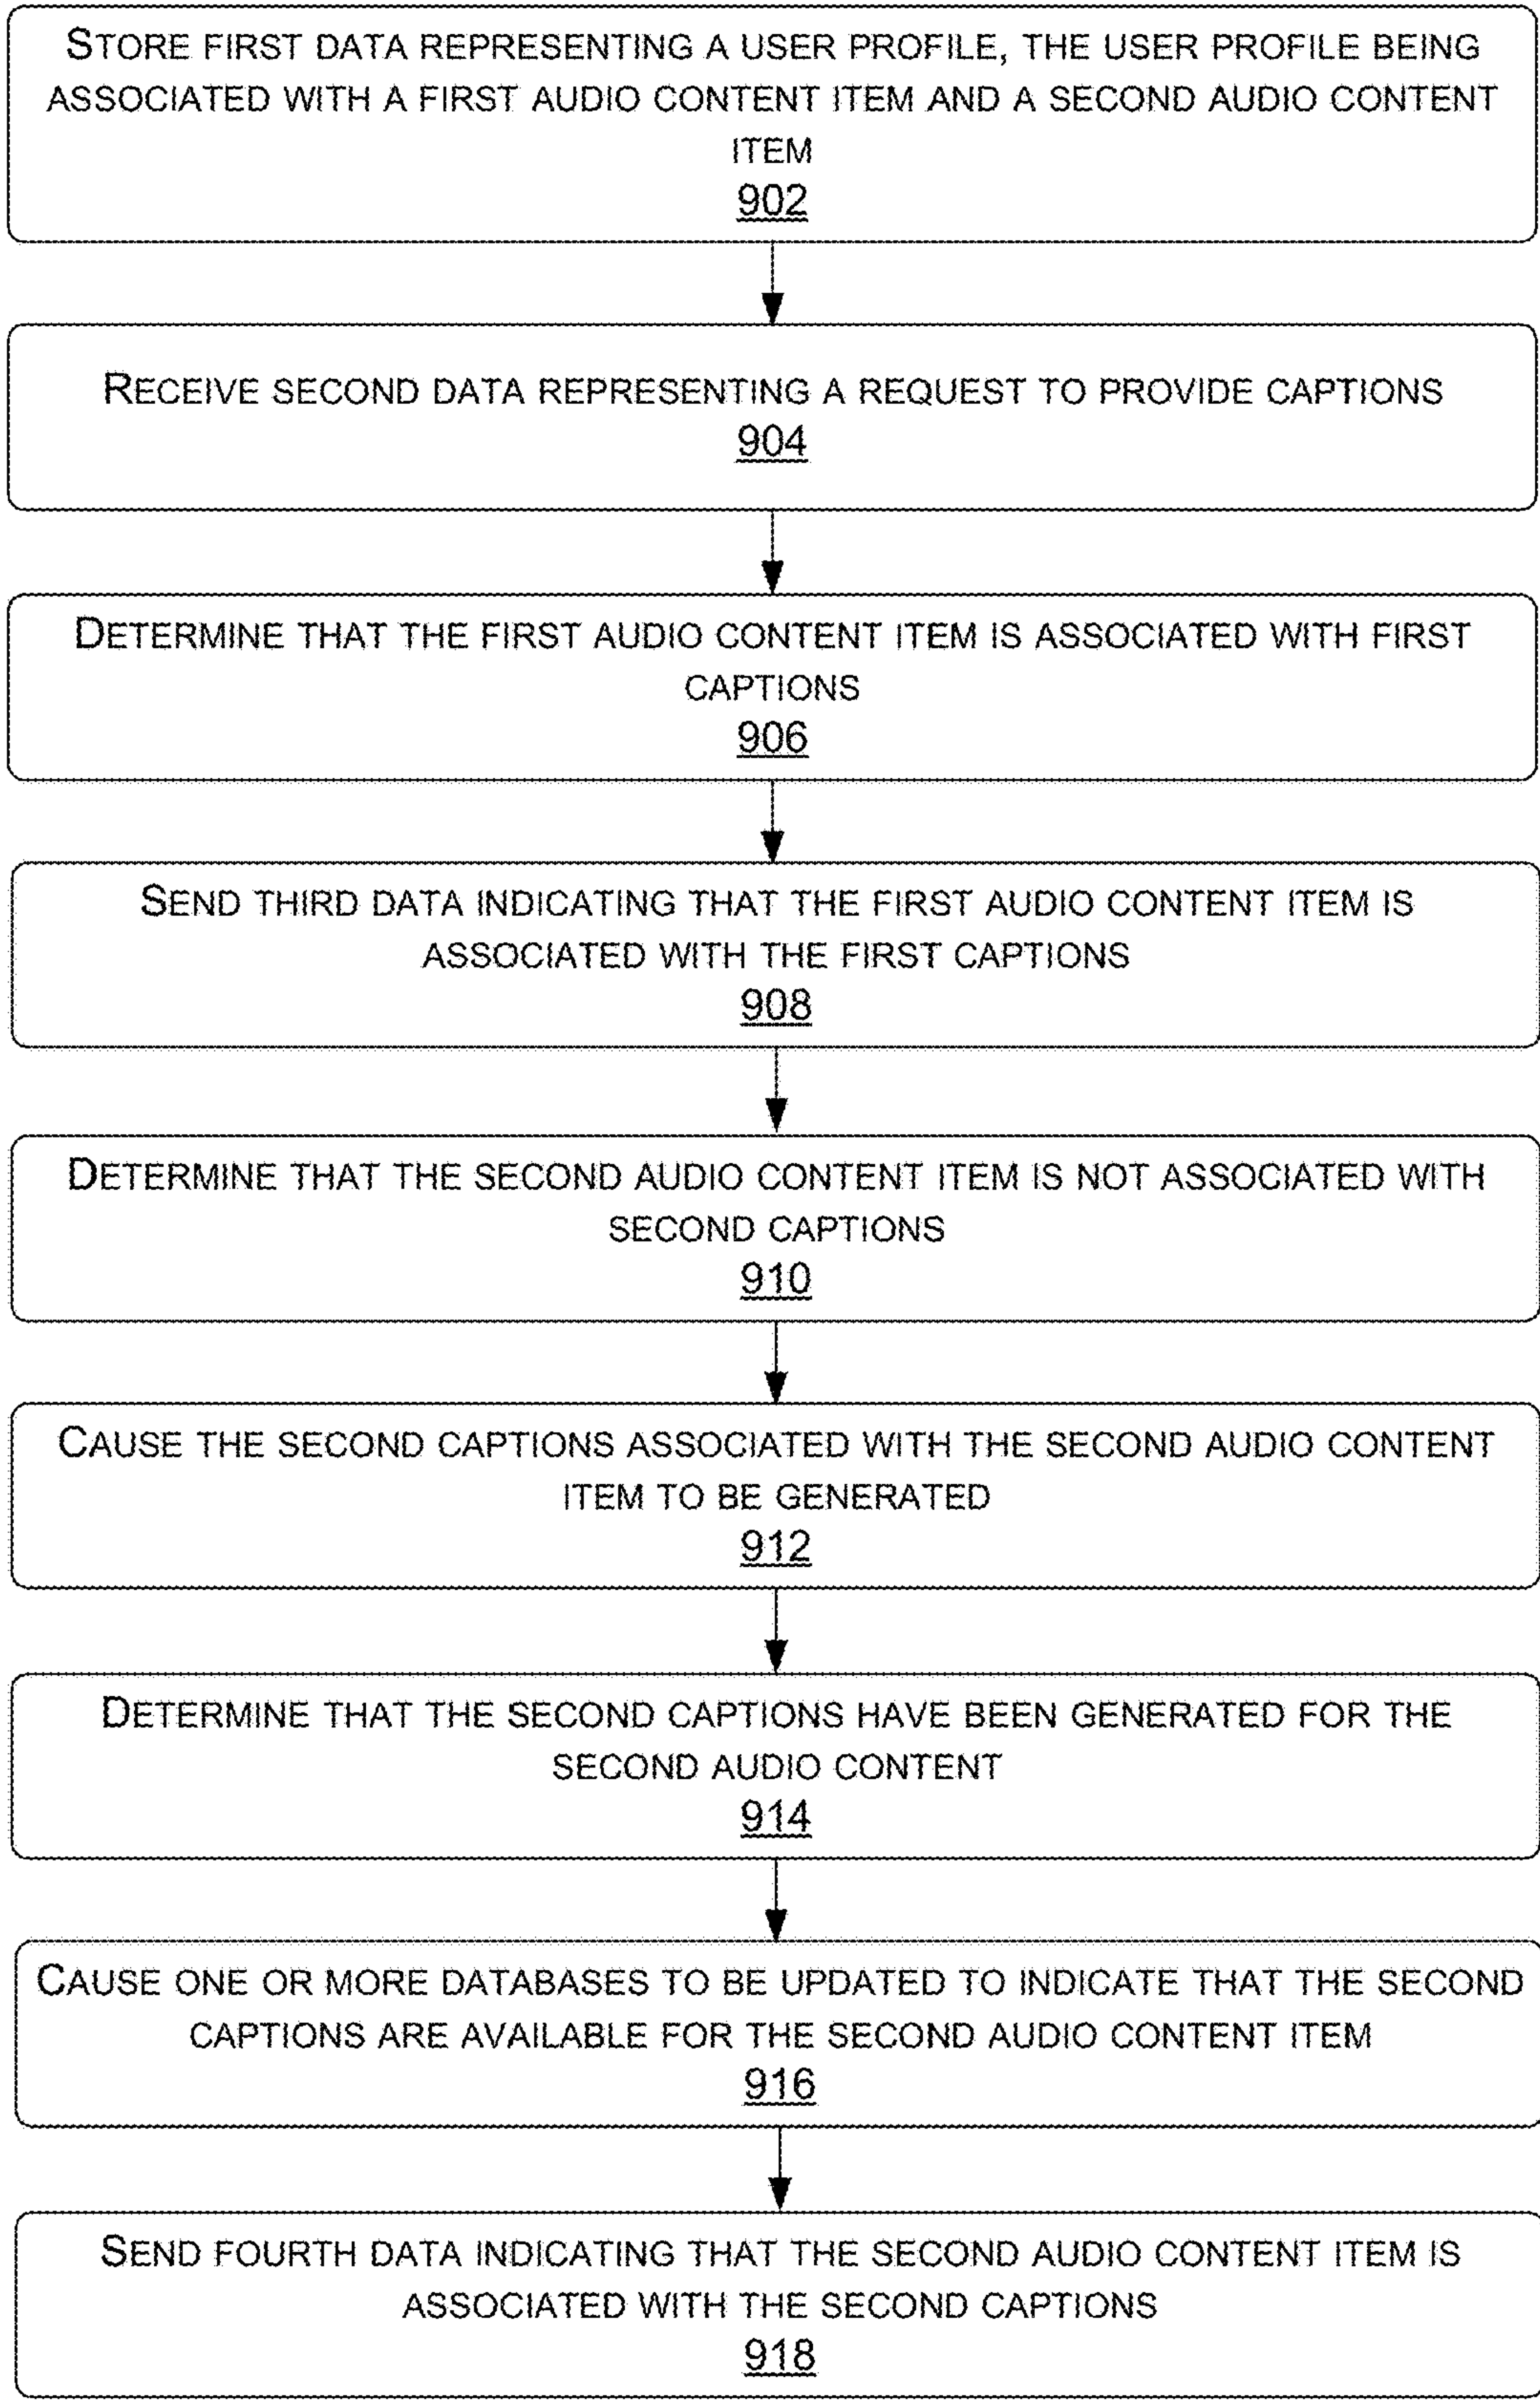 STORE FIRST DATA REPRESENTING A USER PROFILE, THE USER PROFILE BEING
ASSOCIATED WITH A FIRST AUDIO CONTENT ITEM AND A SECOND AUDIO CONTENT
ITEM
902
RECEIVE SECOND DATA REPRESENTING A REQUEST TO PROVIDE CAPTIONS
904
DETERMINE THAT THE FIRST AUDIO CONTENT ITEM IS ASSOCIATED WITH FIRST
CAPTIONS
906
SEND THIRD DATA INDICATING THAT THE FIRST AUDIO CONTENT ITEM IS
ASSOCIATED WITH THE FIRST CAPTIONS
908
DETERMINE THAT THE SECOND AUDIO CONTENT ITEM IS NOT ASSOCIATED WITH
SECOND CAPTIONS
910
CAUSE THE SECOND CAPTIONS ASSOCIATED WITH THE SECOND AUDIO CONTENT
ITEM TO BE GENERATED
912
DETERMINE THAT THE SECOND CAPTIONS HAVE BEEN GENERATED FOR THE
SECOND AUDIO CONTENT
914
CAUSE ONE OR MORE DATABASES TO BE UPDATED TO INDICATE THAT THE SECOND
CAPTIONS ARE AVAILABLE FOR THE SECOND AUDIO CONTENT ITEM
916
SEND FOURTH DATA INDICATING THAT THE SECOND AUDIO CONTENT ITEM IS
ASSOCIATED WITH THE SECOND CAPTIONS
918